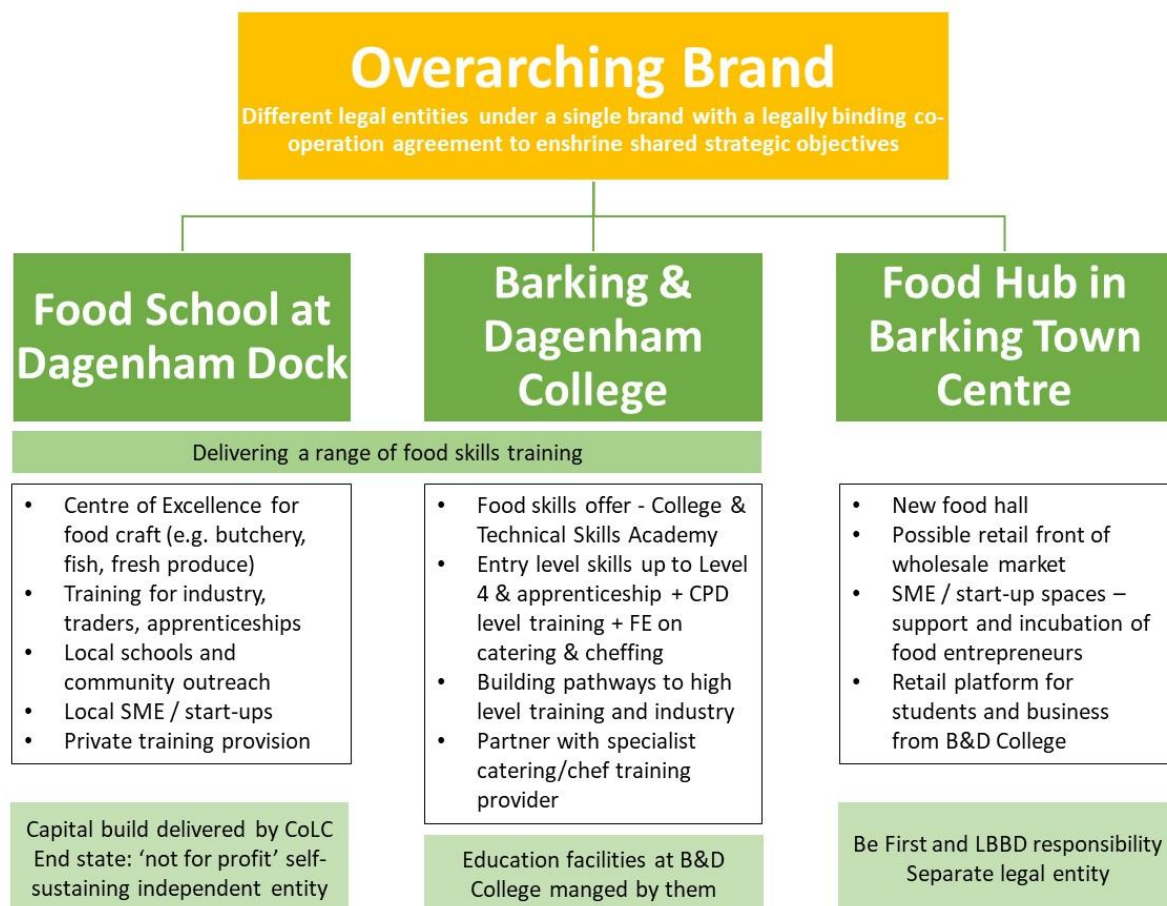 Overarching Brand
Different legal entities under a single brand with a legally binding co-
operation agreement to enshrine shared strategic objectives
Food School at
Dagenham Dock
Barking &
Dagenham
College
Food Hub in
Barking Town
Centre
Delivering a range of food skills training
• Centre of Excellence for
food craft (e.g. butchery,
fish, fresh produce)
• Training for industry,
traders, apprenticeships
• Local schools and
community outreach
• Local SME / start-ups
• Private training provision
• Food skills offer - College &
Technical Skills Academy
• Entry level skills up to Level
4 & apprenticeship + CPD
level training + FE on
catering & cheffing
• Building pathways to high
level training and industry
• Partner with specialist
catering/chef training
provider
• New food hall
• Possible retail front of
wholesale market
• SME / start-up spaces –
support and incubation of
food entrepreneurs
• Retail platform for
students and business
from B&D College
Capital build delivered by CoLC
End state: ‘not for profit’ self-
sustaining independent entity
Education facilities at B&D
College manged by them
Be First and LBBD responsibility
Separate legal entity